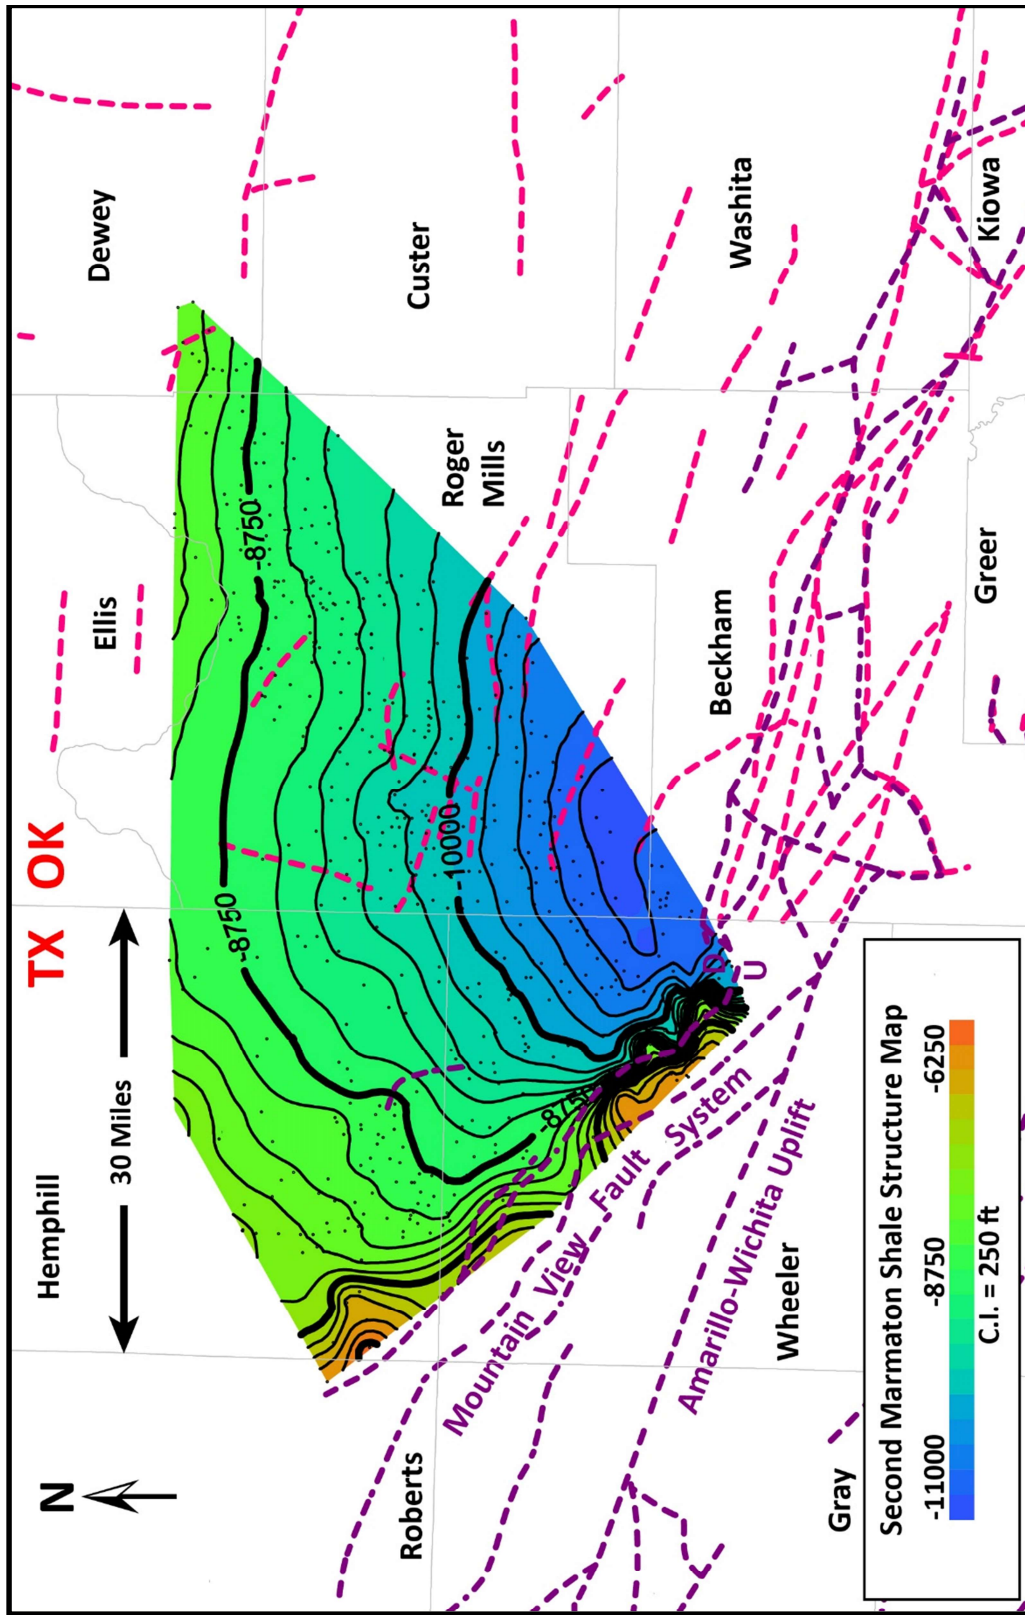 N
Hemphill
30 Miles
TX OK
Ellis
Dewey
-8750
-8750
-8750
10000
Roger
Mills
Custer
Washita
Roberts
Mountain View Fault System
D
U
Amarillo-Wichita Uplift
Wheeler
Beckham
Gray
Greer
Kiowa
Second Marmaton Shale Structure Map
-11000 -8750 -6250
C.I. = 250 ft